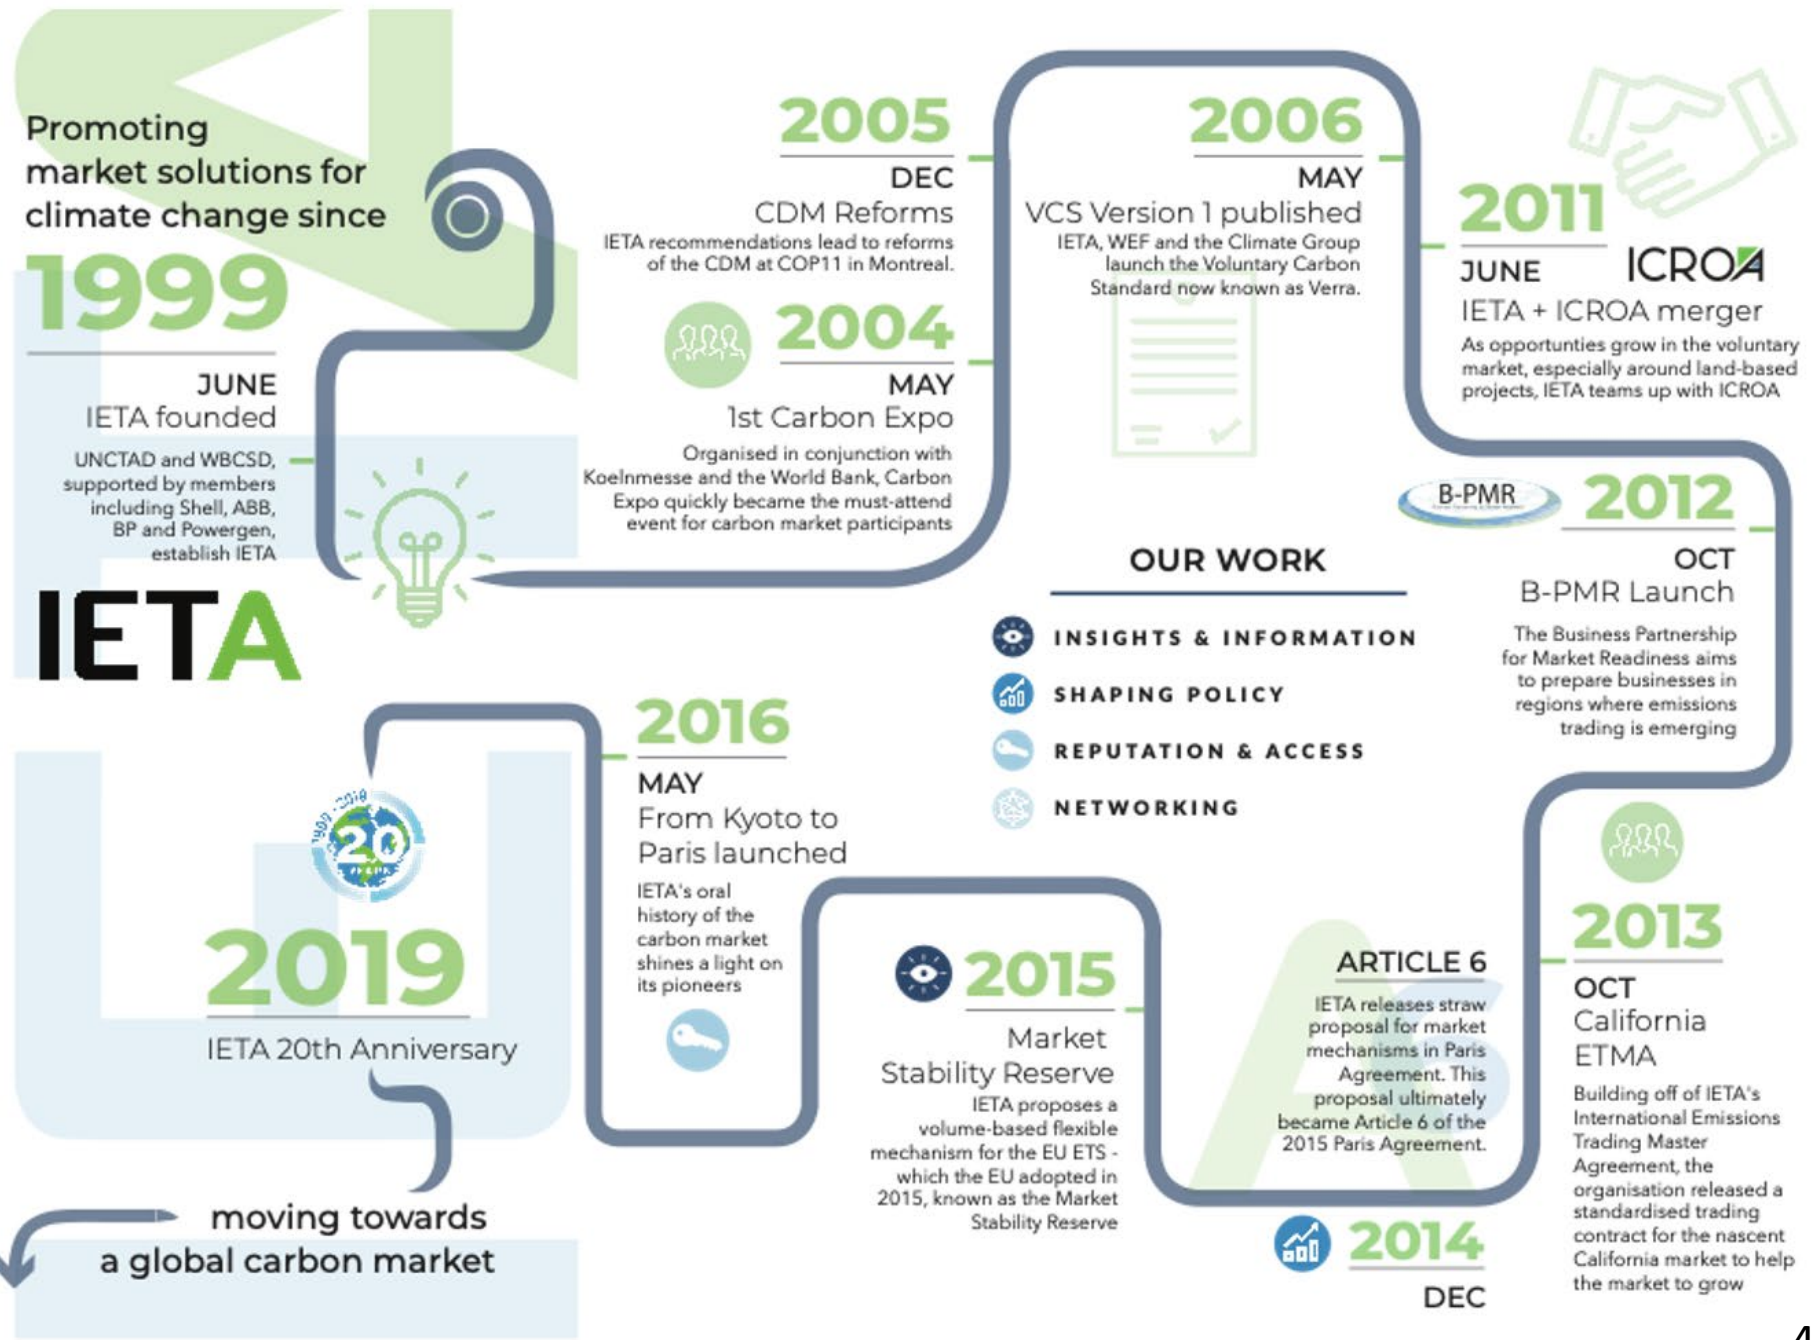 Promoting
market solutions for
climate change since
1999
JUNE
IETA founded
UNCTAD and WBCSD,
supported by members
including Shell, ABB,
BP and Powergen,
establish IETA
IETA
2005
DEC
CDM Reforms
IETA recommendations lead to reforms
of the CDM at COP11 in Montreal.
2004
MAY
1st Carbon Expo
Organised in conjunction with
Koelnmesse and the World Bank, Carbon
Expo quickly became the must-attend
event for carbon market participants
2006
MAY
VCS Version 1 published
IETA, WEF and the Climate Group
launch the Voluntary Carbon
Standard now known as Verra.
2011
JUNE
ICROA
IETA + ICROA merger
As opportunties grow in the voluntary
market, especially around land-based
projects, IETA teams up with ICROA
B-PMR
2012
OCT
B-PMR Launch
The Business Partnership
for Market Readiness aims
to prepare businesses in
regions where emissions
trading is emerging
OUR WORK
INSIGHTS & INFORMATION
SHAPING POLICY
REPUTATION & ACCESS
NETWORKING
2013
OCT
California
ETMA
Building off of IETA's
International Emissions
Trading Master
Agreement, the
organisation released a
standardised trading
contract for the nascent
California market to help
the market to grow
ARTICLE 6
IETA releases straw
proposal for market
mechanisms in Paris
Agreement. This
proposal ultimately
became Article 6 of the
2015 Paris Agreement.
2014
DEC
2015
Market
Stability Reserve
IETA proposes a
volume-based flexible
mechanism for the EU ETS -
which the EU adopted in
2015, known as the Market
Stability Reserve
2016
MAY
From Kyoto to
Paris launched
IETA's oral
history of the
carbon market
shines a light on
its pioneers
1999 - 2019
20
YEARS
2019
IETA 20th Anniversary
moving towards
a global carbon market
4